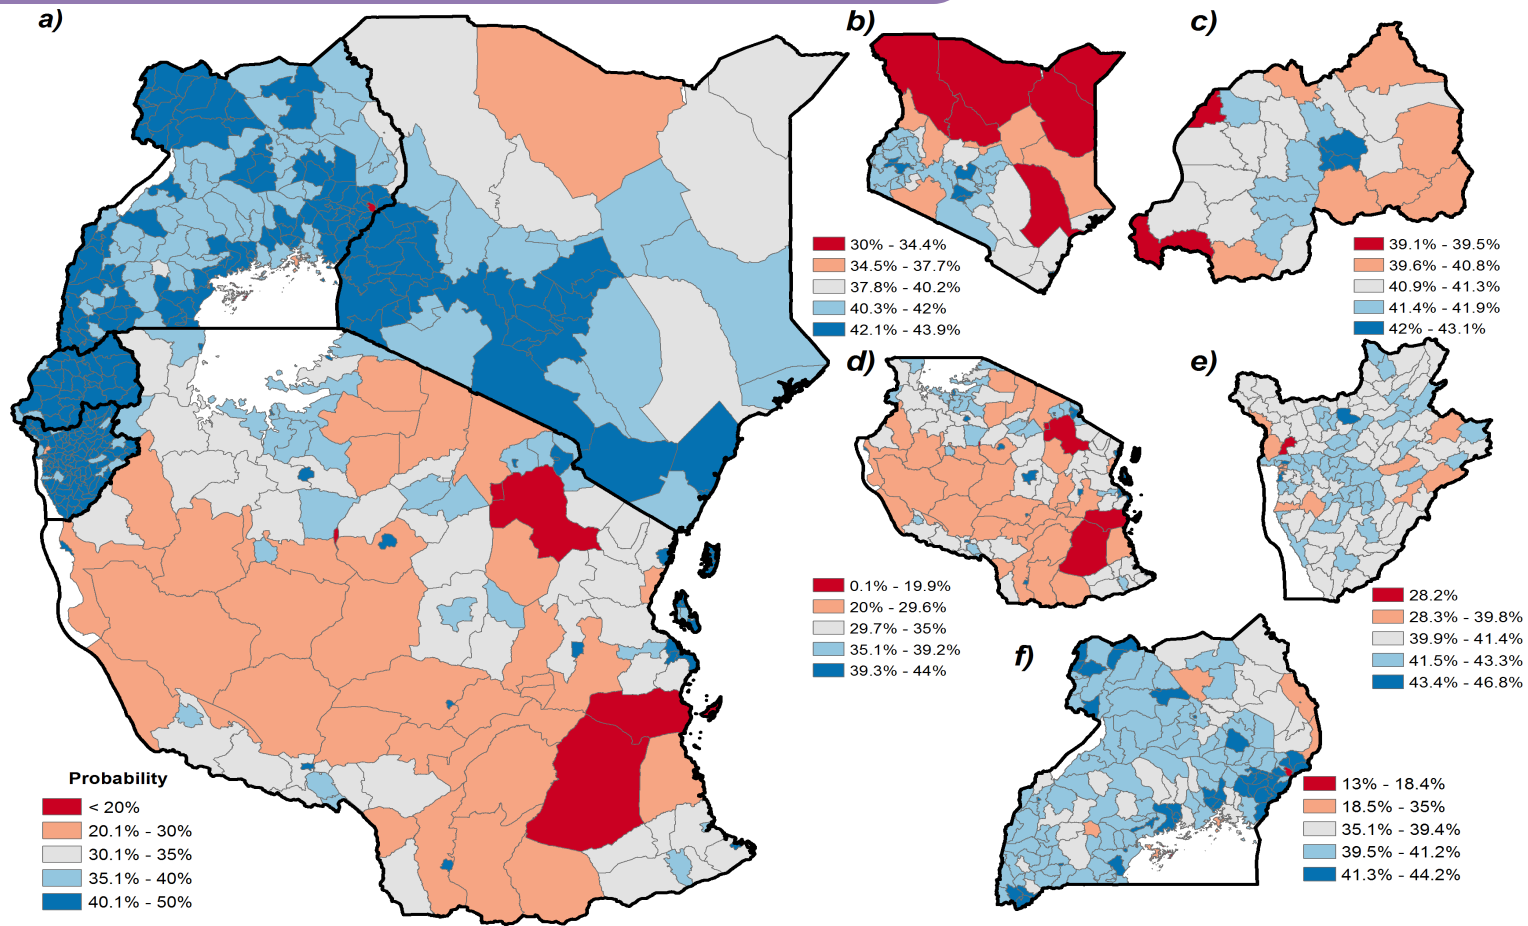 a)
b)
c)
30% - 34.4%
34.5% - 37.7%
37.8% - 40.2%
40.3% - 42%
42.1% - 43.9%
39.1% - 39.5%
39.6% - 40.8%
40.9% - 41.3%
41.4% - 41.9%
42% - 43.1%
d)
e)
0.1% - 19.9%
20% - 29.6%
29.7% - 35%
35.1% - 39.2%
39.3% - 44%
28.2%
28.3% - 39.8%
39.9% - 41.4%
41.5% - 43.3%
43.4% - 46.8%
f)
Probability
< 20%
20.1% - 30%
30.1% - 35%
35.1% - 40%
40.1% - 50%
13% - 18.4%
18.5% - 35%
35.1% - 39.4%
39.5% - 41.2%
41.3% - 44.2%